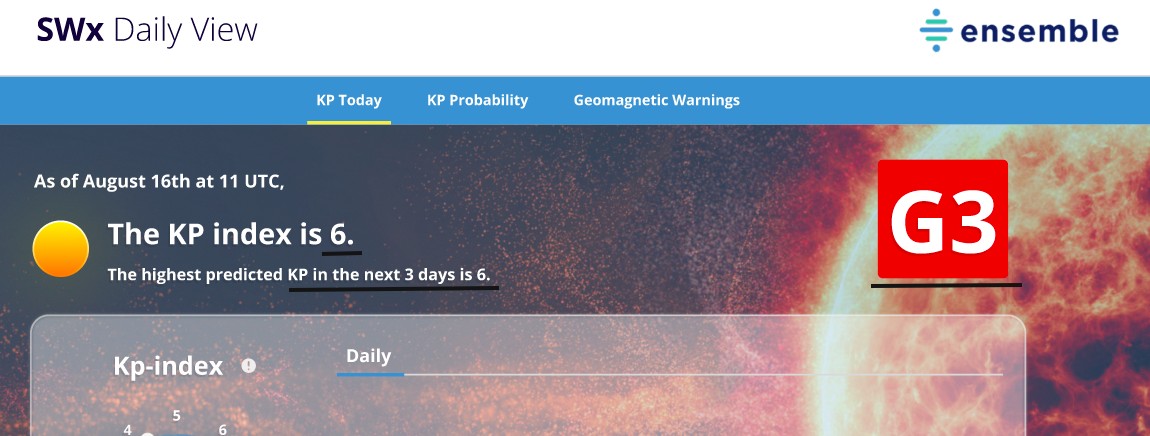 SWx Daily View
ensemble
KP Today KP Probability Geomagnetic Warnings
As of August 16th at 11 UTC,
G3
The KP index is 6.
The highest predicted KP in the next 3 days is 6.
Kp-index
Daily
5
4 6